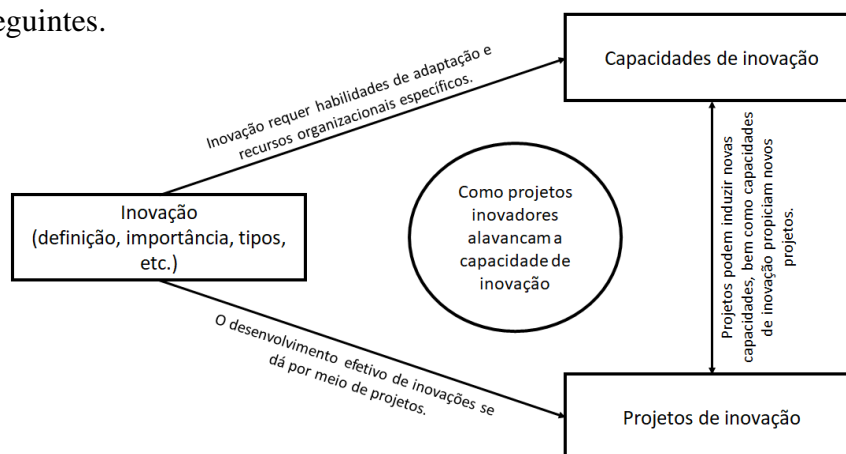 eguintes.
Inovação requer habilidades de adaptação e
recursos organizacionais específicos.
Capacidades de inovação
Inovação
(definição, importância, tipos,
etc.)
Como projetos
inovadores
alavancam a
capacidade de
inovação
Projetos podem induzir novas
capacidades, bem como capacidades
de inovação propiciam novos
projetos.
O desenvolvimento efetivo de inovações se
dá por meio de projetos.
Projetos de inovação